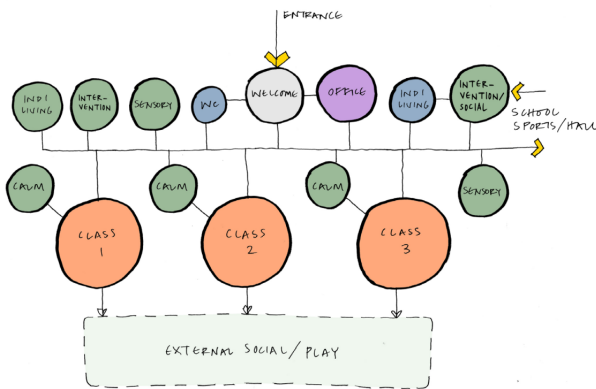 ENTRANCE
INDI
LIVING
INTER-
VENTION
SENSORY
WC
WELCOME
OFFICE
INDI
LIVING
INTER-
VENTION/
SOCIAL
SCHOOL
SPORTS/HALL
CALM
CALM
CALM
SENSORY
CLASS
1
CLASS
2
CLASS
3
EXTERNAL SOCIAL/PLAY